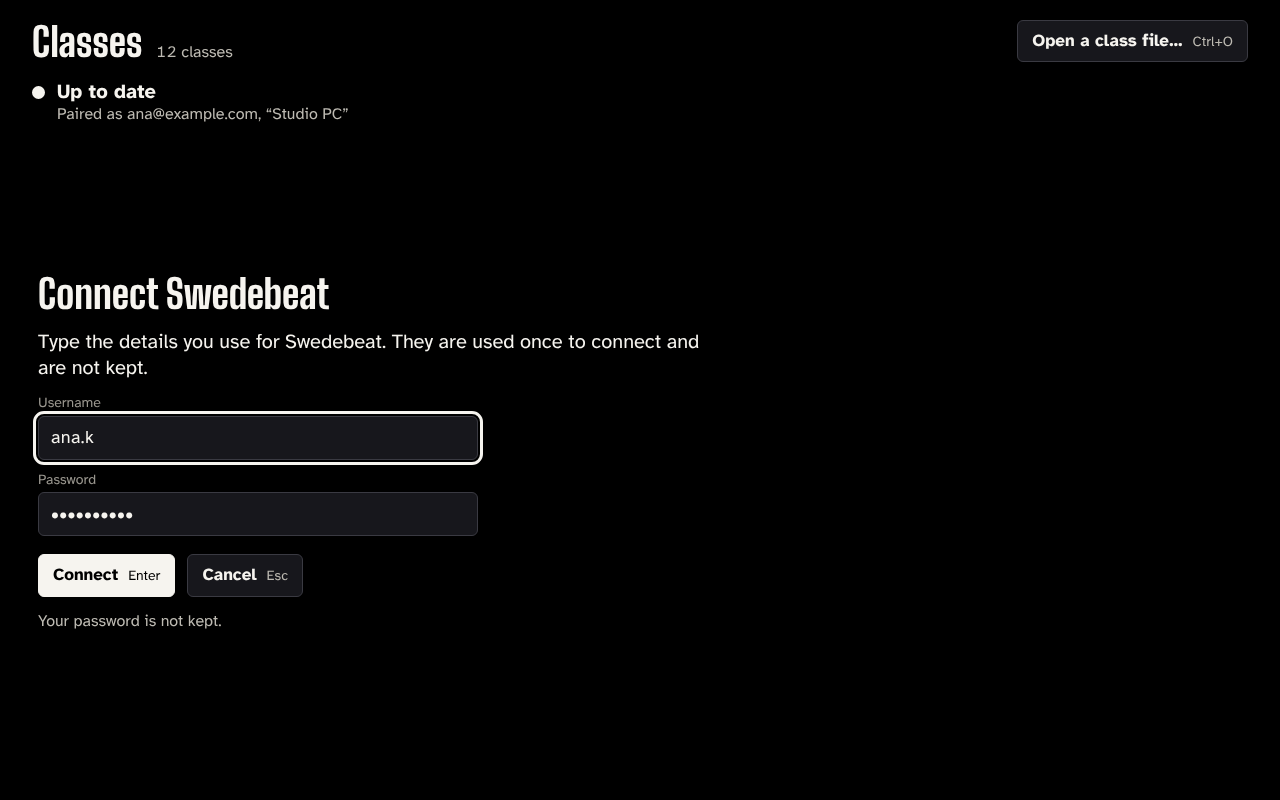 Classes 12 classes
Open a class file... Ctrl+O
Up to date
Paired as ana@example.com, “Studio PC”
Connect Swedebeat
Type the details you use for Swedebeat. They are used once to connect and
are not kept.
Username
ana.k
Password
••••••••••
Connect Enter
Cancel Esc
Your password is not kept.